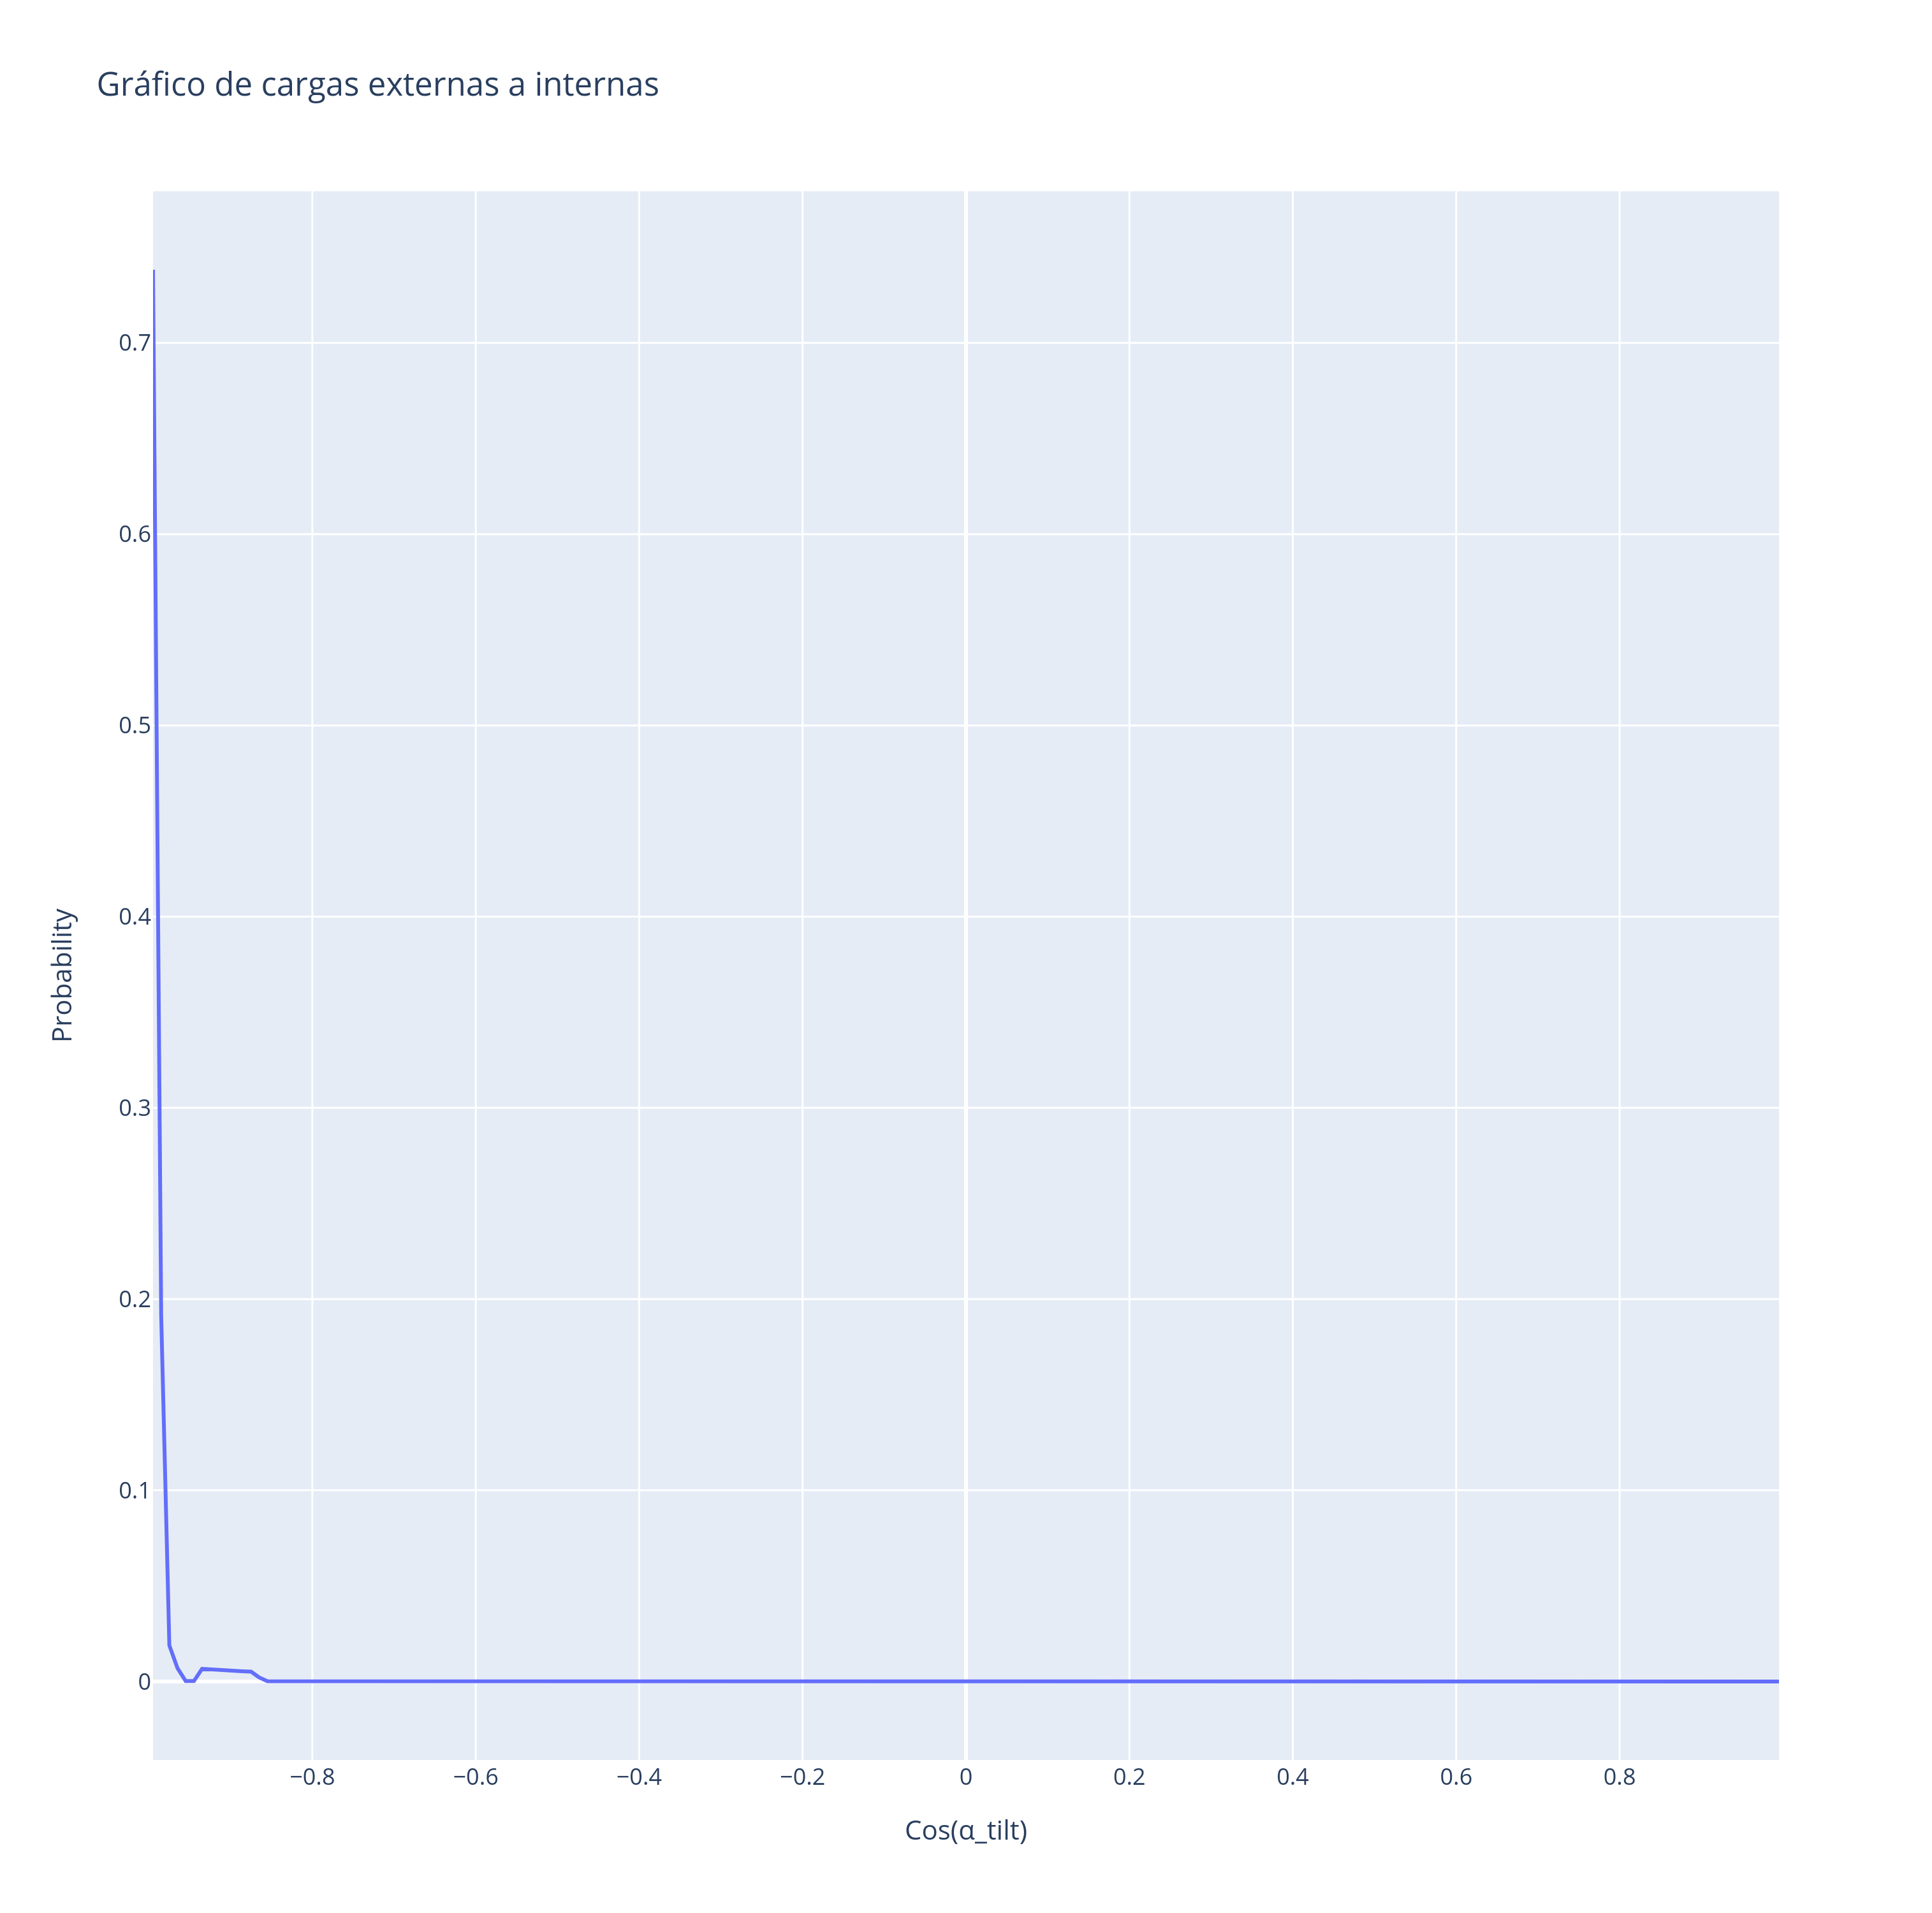 Gráfico de cargas externas a internas
0.7
0.6
0.5
0.4
0.3
0.2
0.1
0
Probability
−0.8 −0.6 −0.4 −0.2 0 0.2 0.4 0.6 0.8
Cos(α_tilt)